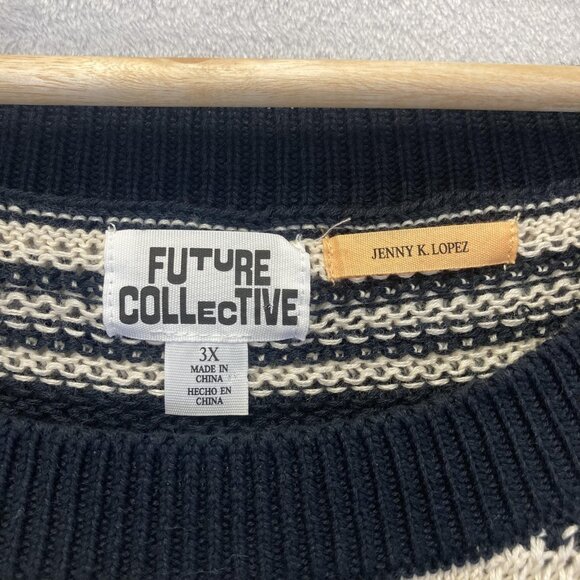 FUTURE
COLLECTIVE
JENNY K. LOPEZ
3X
MADE IN
CHINA
HECHO EN
CHINA